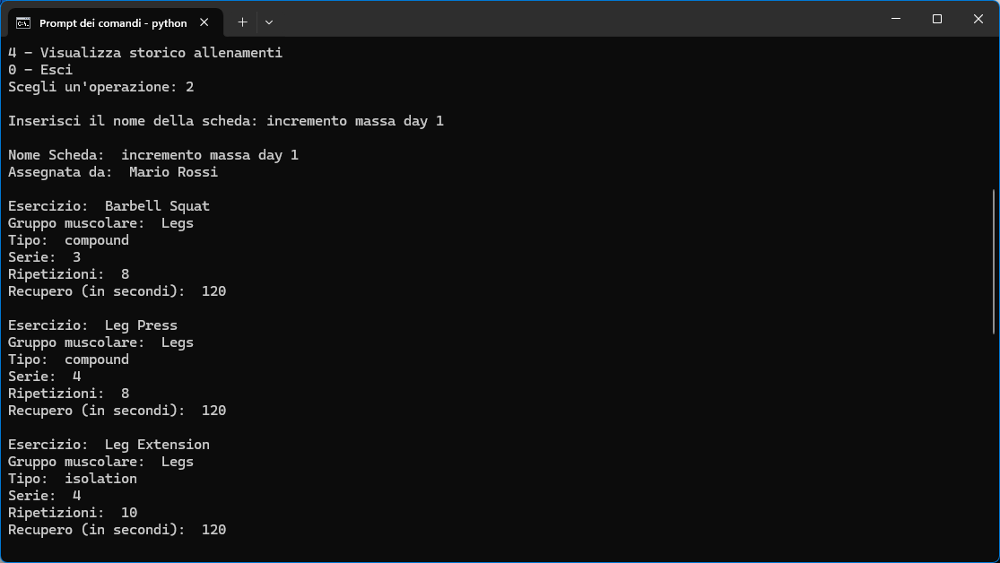 Prompt dei comandi - python
4 - Visualizza storico allenamenti
0 - Esci
Scegli un'operazione: 2
Inserisci il nome della scheda: incremento massa day 1
Nome Scheda:  incremento massa day 1
Assegnata da:  Mario Rossi
Esercizio:  Barbell Squat
Gruppo muscolare:  Legs
Tipo:  compound
Serie:  3
Ripetizioni:  8
Recupero (in secondi):  120
Esercizio:  Leg Press
Gruppo muscolare:  Legs
Tipo:  compound
Serie:  4
Ripetizioni:  8
Recupero (in secondi):  120
Esercizio:  Leg Extension
Gruppo muscolare:  Legs
Tipo:  isolation
Serie:  4
Ripetizioni:  10
Recupero (in secondi):  120